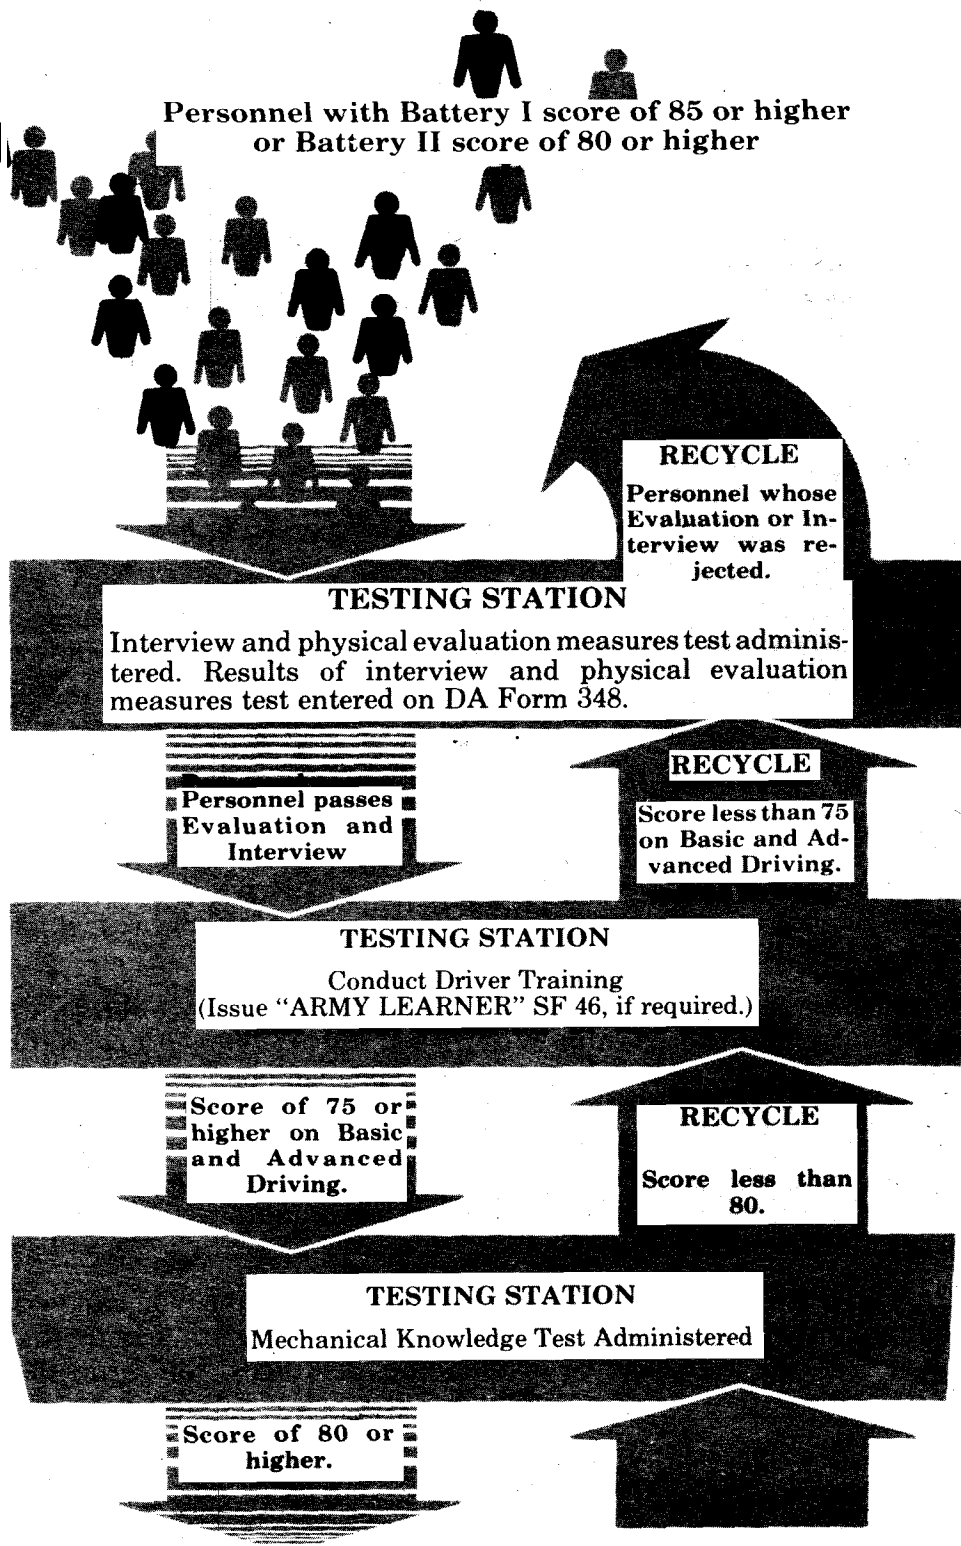 Personnel with Battery I score of 85 or higher
or Battery II score of 80 or higher
RECYCLE
Personnel whose
Evaluation or In-
terview was re-
jected.
TESTING STATION
Interview and physical evaluation measures test adminis-
tered. Results of interview and physical evaluation
measures test entered on DA Form 348.
Personnel passes
Evaluation and
Interview
RECYCLE
Score less than 75
on Basic and Ad-
vanced Driving.
TESTING STATION
Conduct Driver Training
(Issue “ARMY LEARNER” SF 46, if required.)
Score of 75 or
higher on Basic
and Advanced
Driving.
RECYCLE
Score less than
80.
TESTING STATION
Mechanical Knowledge Test Administered
Score of 80 or
higher.